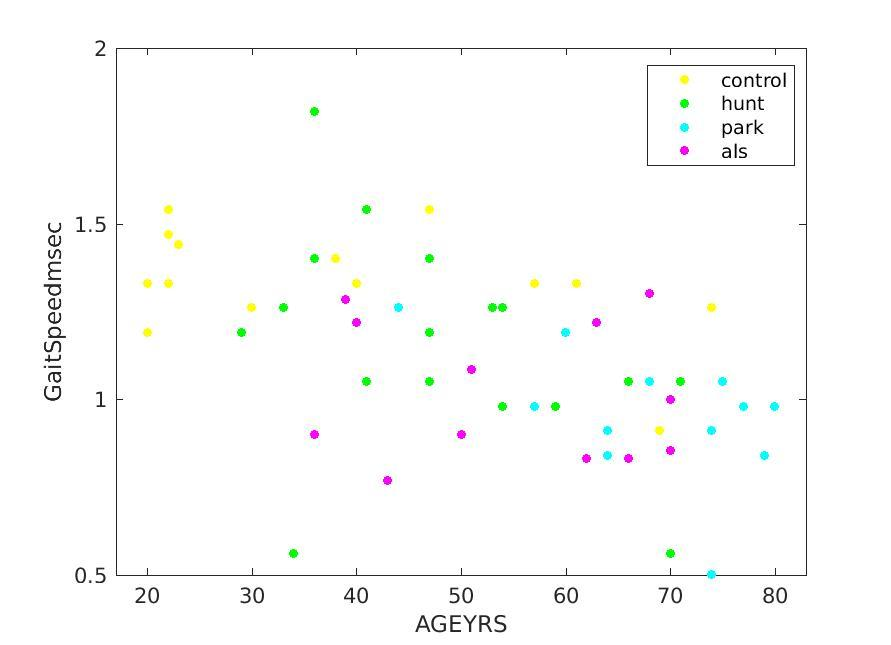 2
control
hunt
park
als
1.5
GaitSpeedmsec
1
0.5
20 30 40 50 60 70 80
AGEYRS